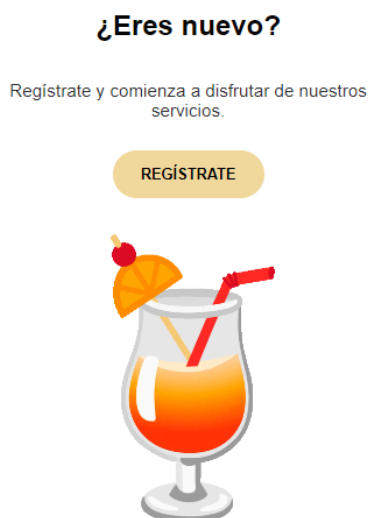 ¿Eres nuevo?
Regístrate y comienza a disfrutar de nuestros
servicios.
REGÍSTRATE